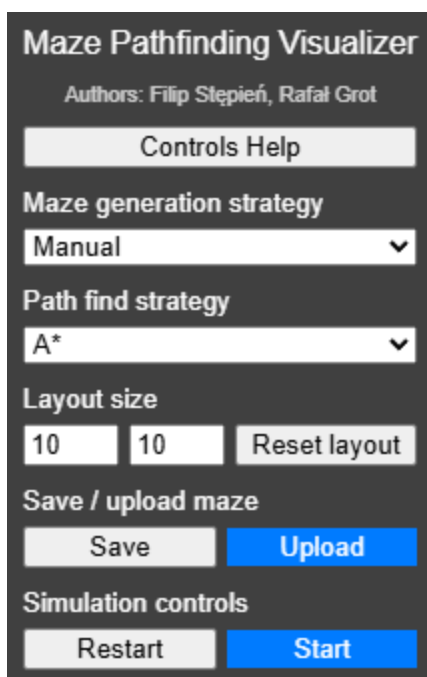 Maze Pathfinding Visualizer
Authors: Filip Stępień, Rafał Grot
Controls Help
Maze generation strategy
Manual
Path find strategy
A*
Layout size
10 10 Reset layout
Save / upload maze
Save Upload
Simulation controls
Restart Start